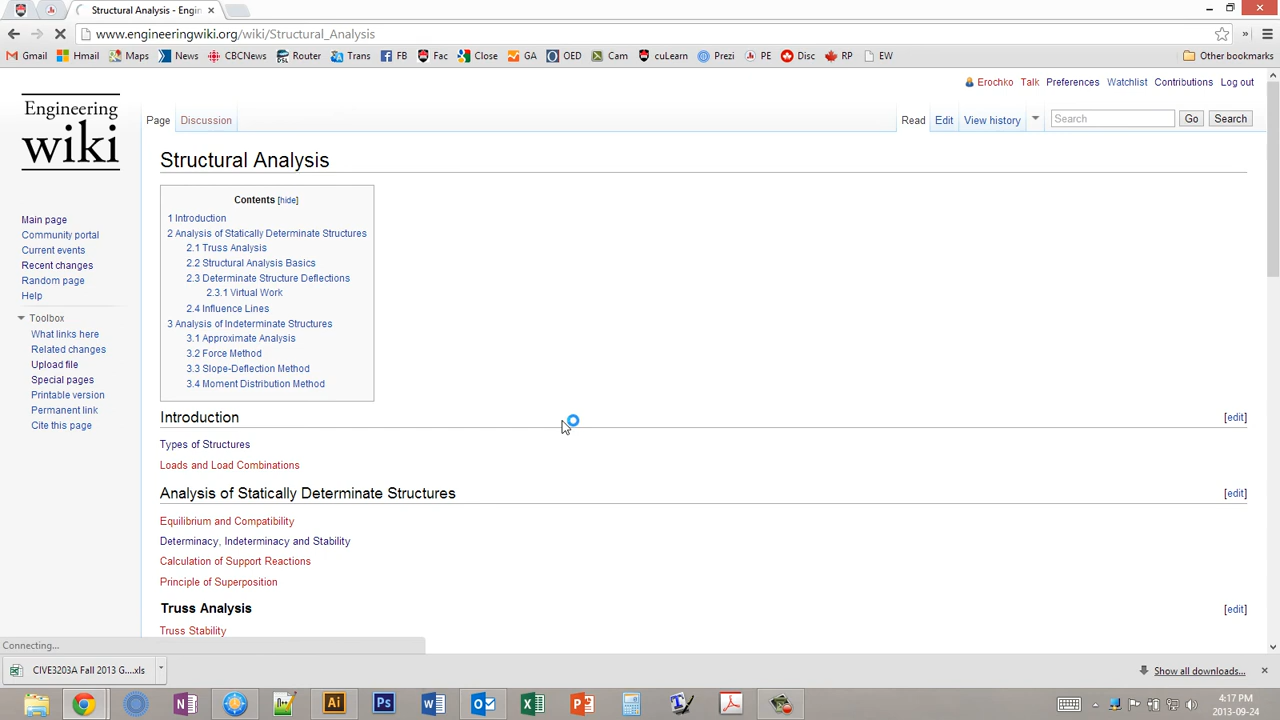 Structural Analysis - Engin
www.engineeringwiki.org/wiki/Structural_Analysis
Gmail Hmail Maps News CBCNews Router Trans FB Fac Close GA OED Cam cuLearn Prezi PE Disc RP EW Other bookmarks
Erochko Talk Preferences Watchlist Contributions Log out
Engineering
wiki
Page Discussion Read Edit View history Search Go Search
Structural Analysis
Contents [hide]
1 Introduction
2 Analysis of Statically Determinate Structures
2.1 Truss Analysis
2.2 Structural Analysis Basics
2.3 Determinate Structure Deflections
2.3.1 Virtual Work
2.4 Influence Lines
3 Analysis of Indeterminate Structures
3.1 Approximate Analysis
3.2 Force Method
3.3 Slope-Deflection Method
3.4 Moment Distribution Method
Main page
Community portal
Current events
Recent changes
Random page
Help
Toolbox
What links here
Related changes
Upload file
Special pages
Printable version
Permanent link
Cite this page
Introduction [edit]
Types of Structures
Loads and Load Combinations
Analysis of Statically Determinate Structures [edit]
Equilibrium and Compatibility
Determinacy, Indeterminacy and Stability
Calculation of Support Reactions
Principle of Superposition
Truss Analysis [edit]
Truss Stability
Connecting...
CIVE3203A Fall 2013 G....xls Show all downloads...
4:17 PM
2013-09-24